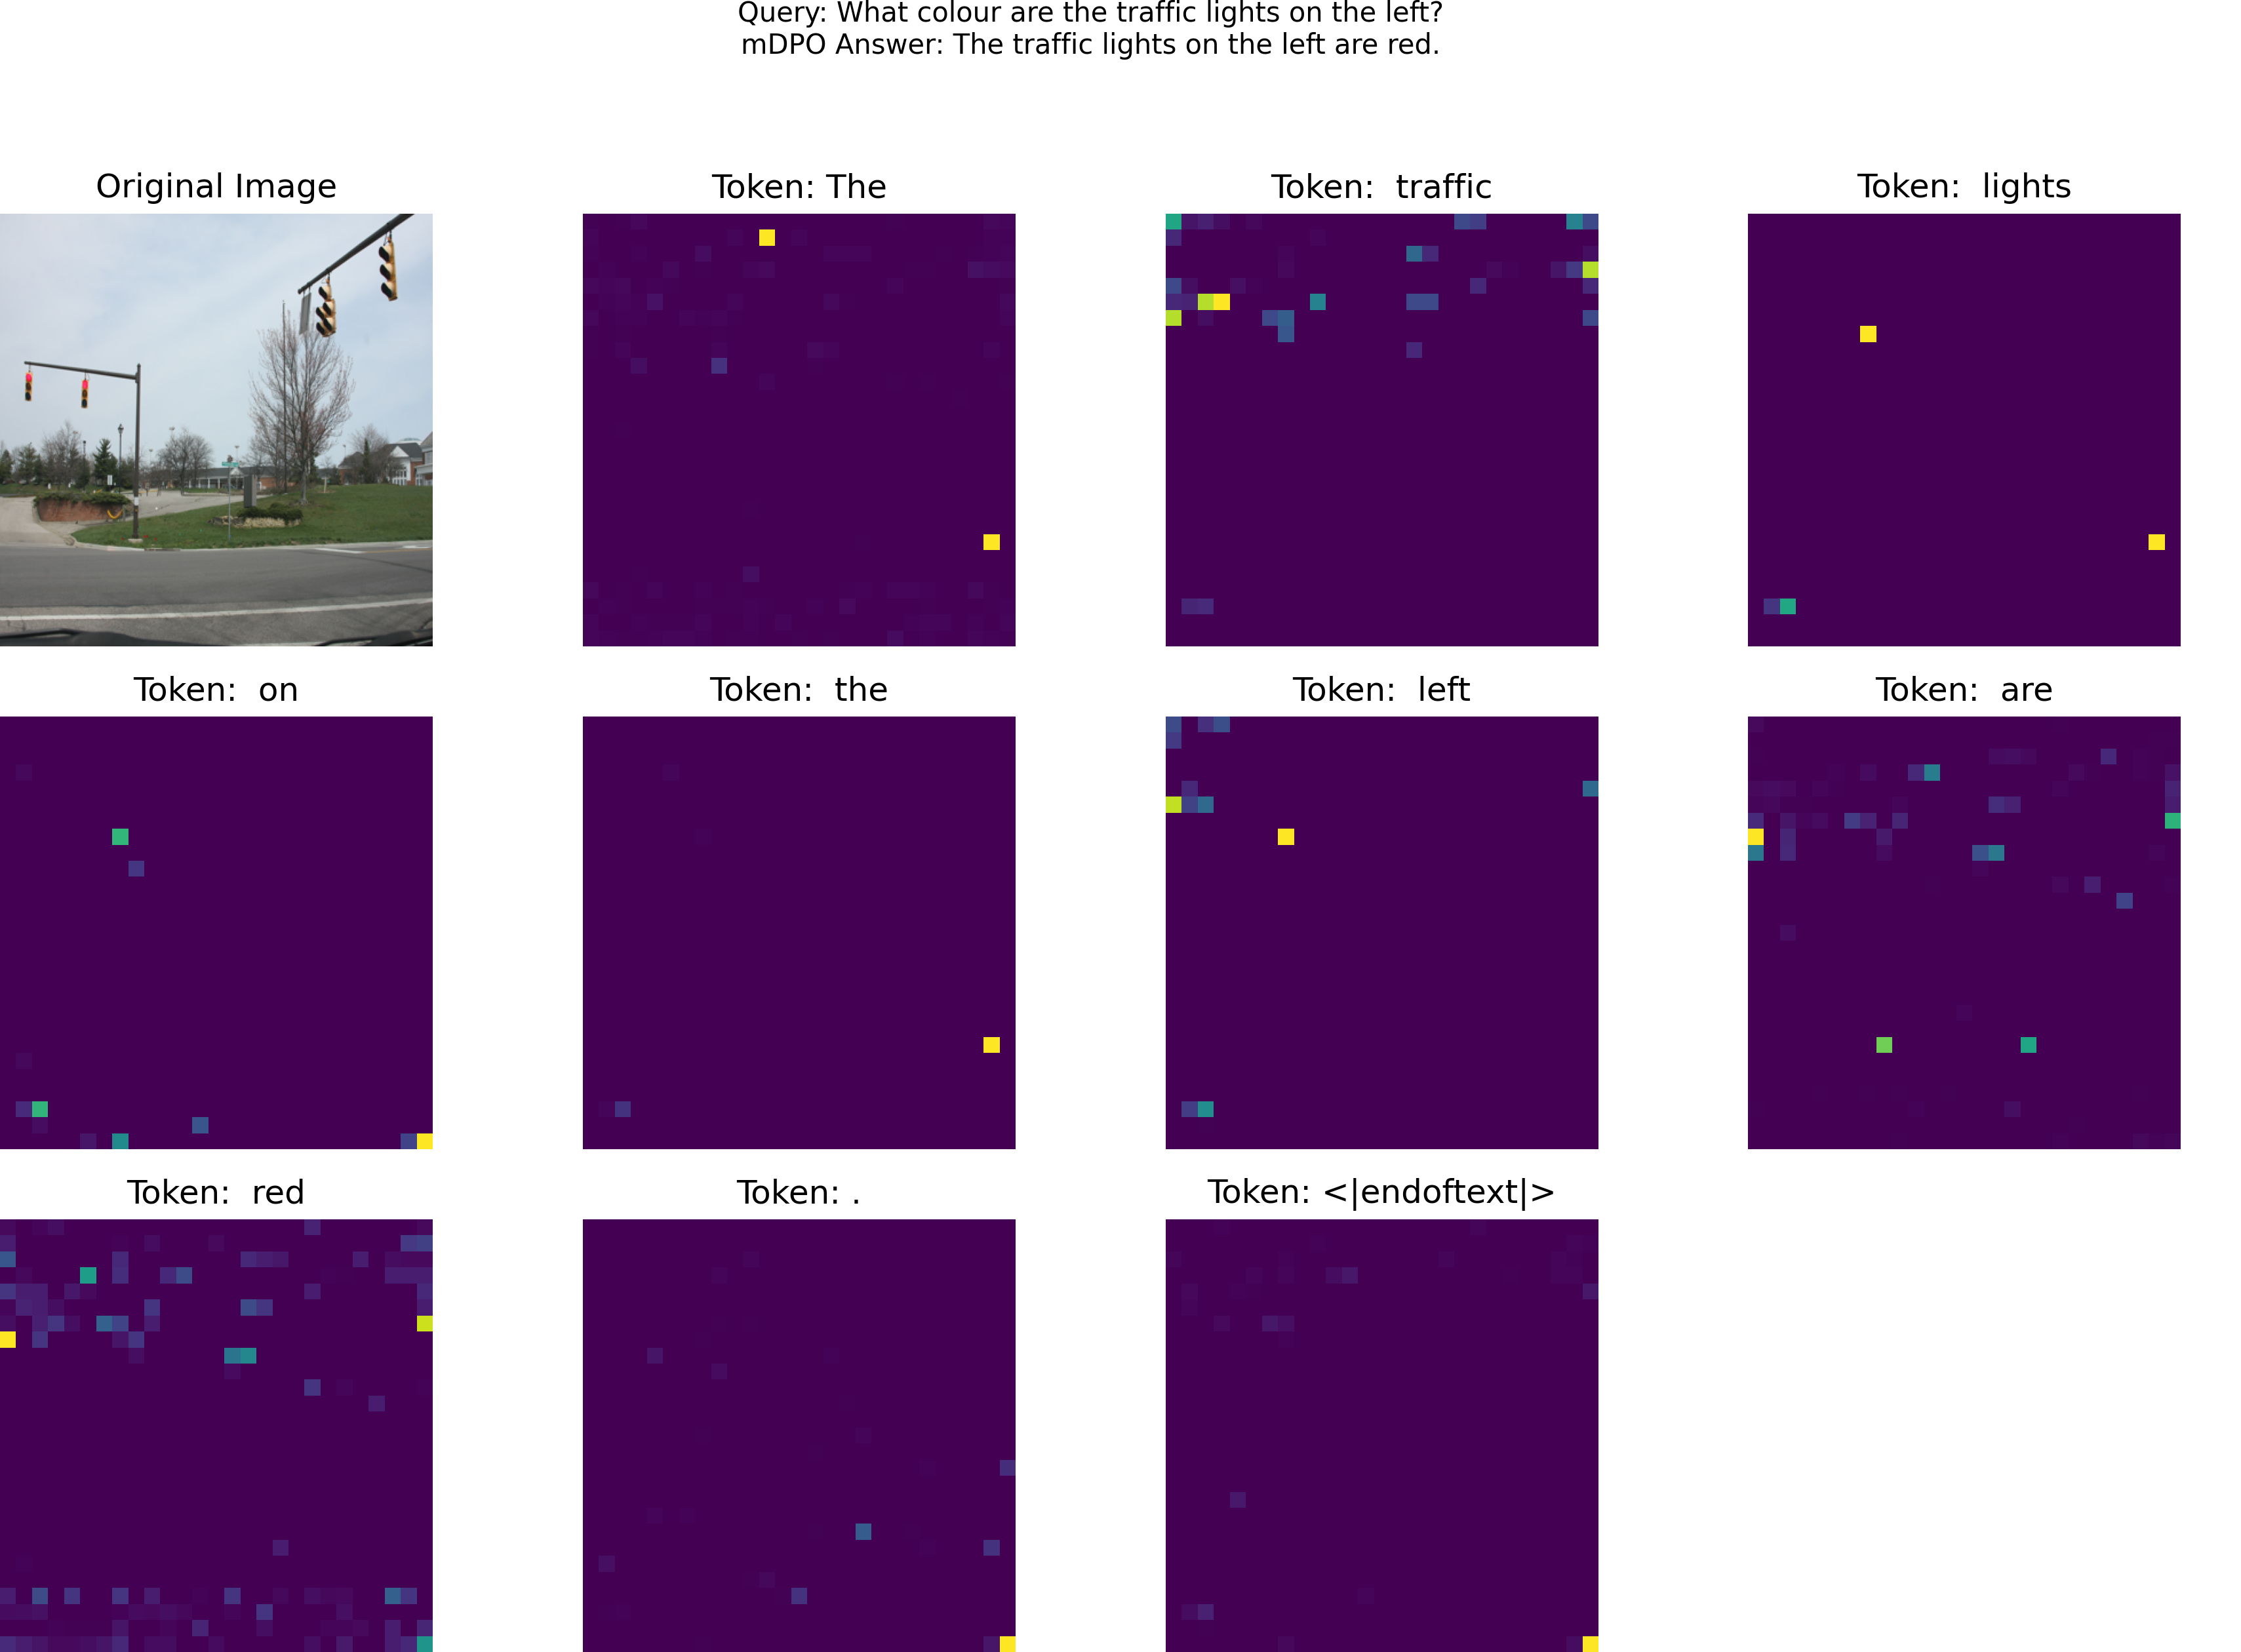 Query: What colour are the traffic lights on the left?
mDPO Answer: The traffic lights on the left are red.
Original Image
Token: The
Token:  traffic
Token:  lights
Token:  on
Token:  the
Token:  left
Token:  are
Token:  red
Token: .
Token: <|endoftext|>